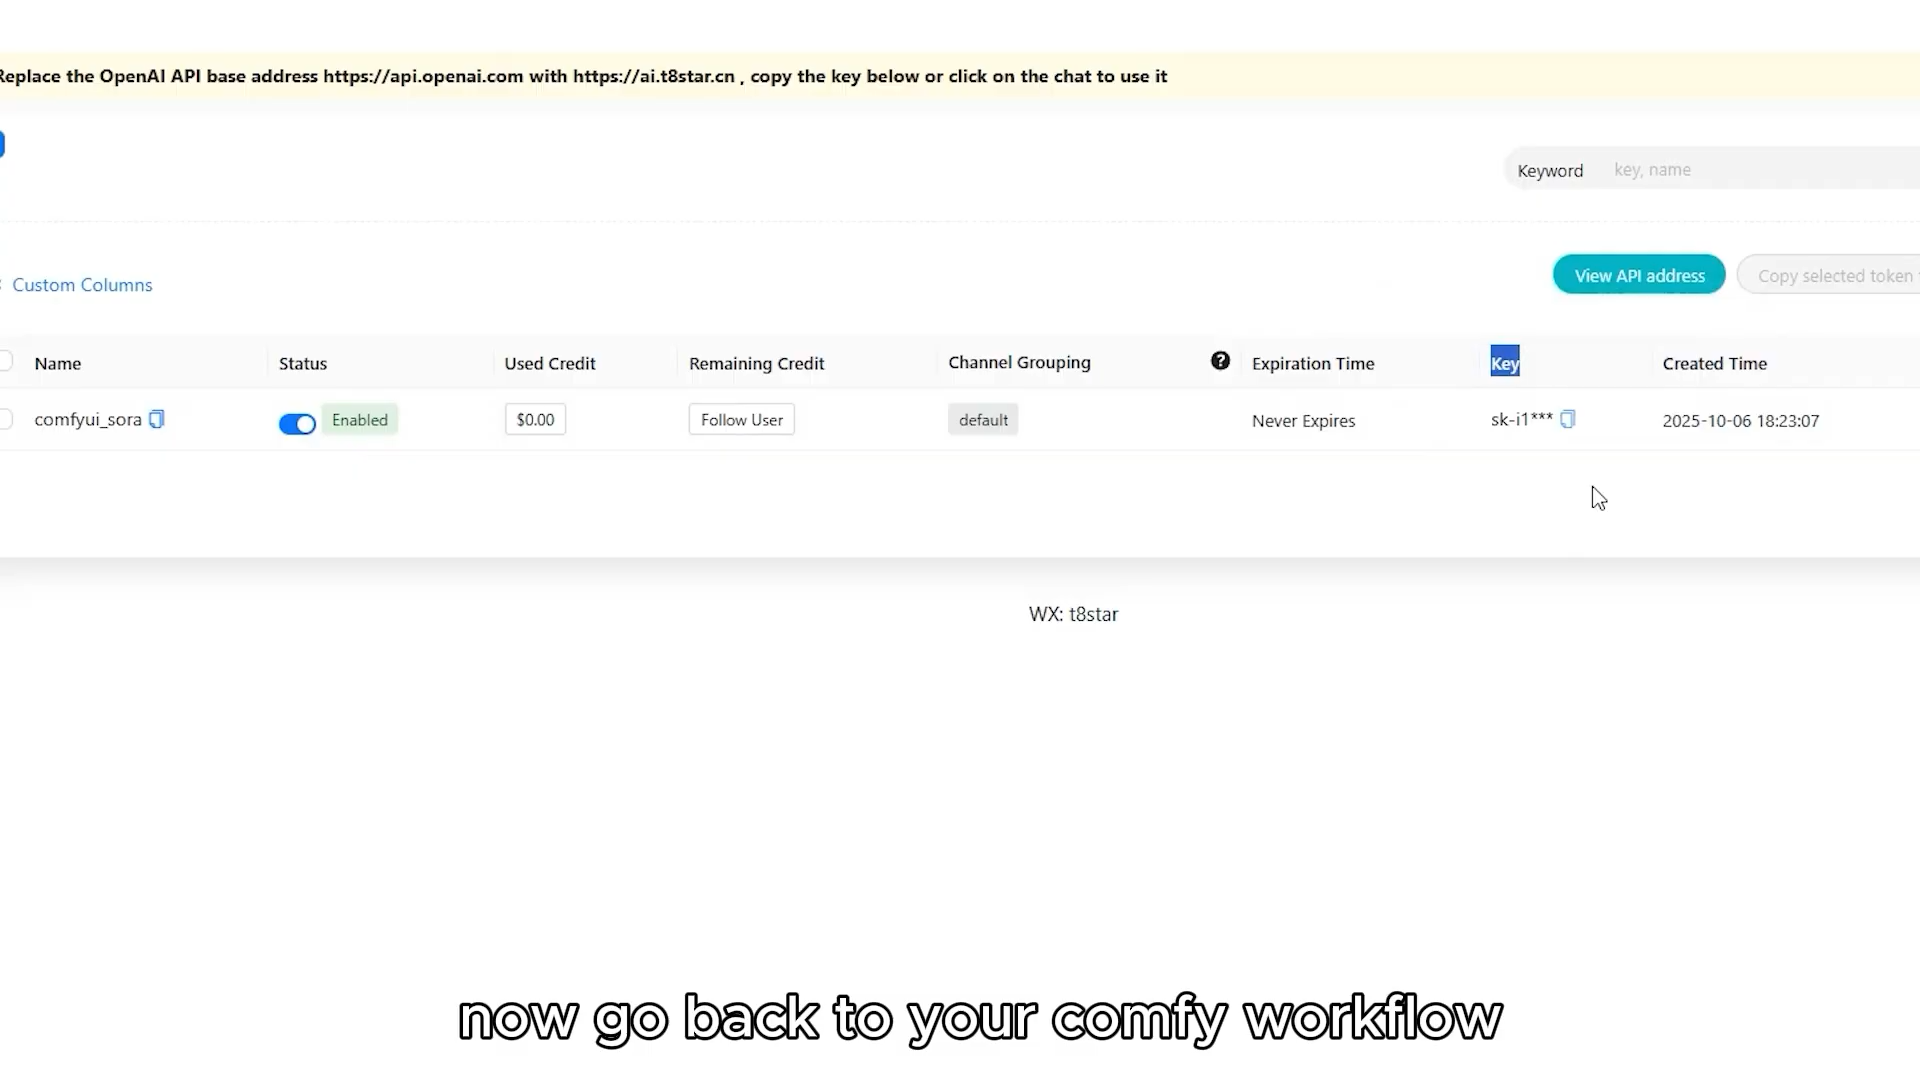 Replace the OpenAI API base address https://api.openai.com with https://ai.t8star.cn , copy the key below or click on the chat to use it
Keyword key, name
Custom Columns
View API address Copy selected token
Name Status Used Credit Remaining Credit Channel Grouping Expiration Time Key Created Time
comfyui_sora Enabled $0.00 Follow User default Never Expires sk-i1*** 2025-10-06 18:23:07
WX: t8star
now go back to your comfy workflow